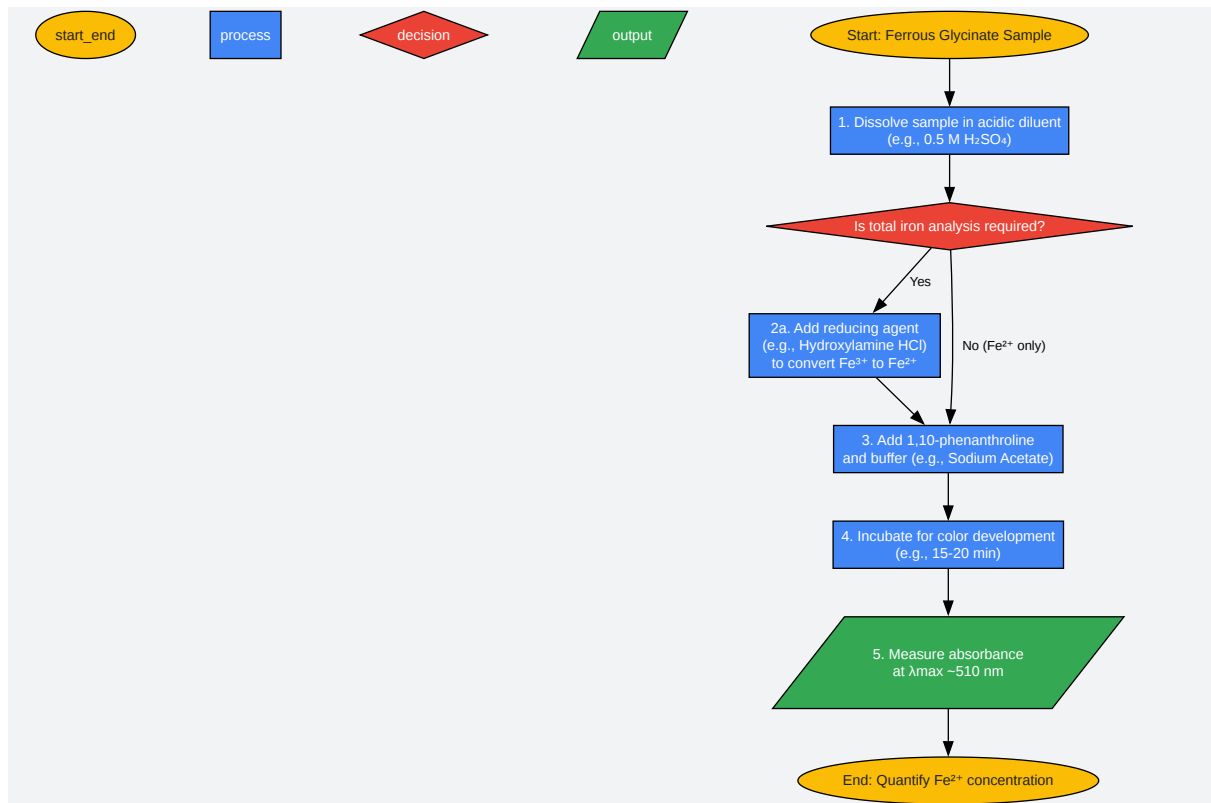 start_end
process
decision
output
Start: Ferrous Glycinate Sample
1. Dissolve sample in acidic diluent
(e.g., 0.5 M H₂SO₄)
Is total iron analysis required?
Yes
2a. Add reducing agent
(e.g., Hydroxylamine HCl)
to convert Fe³⁺ to Fe²⁺
No (Fe²⁺ only)
3. Add 1,10-phenanthroline
and buffer (e.g., Sodium Acetate)
4. Incubate for color development
(e.g., 15-20 min)
5. Measure absorbance
at λmax ~510 nm
End: Quantify Fe²⁺ concentration